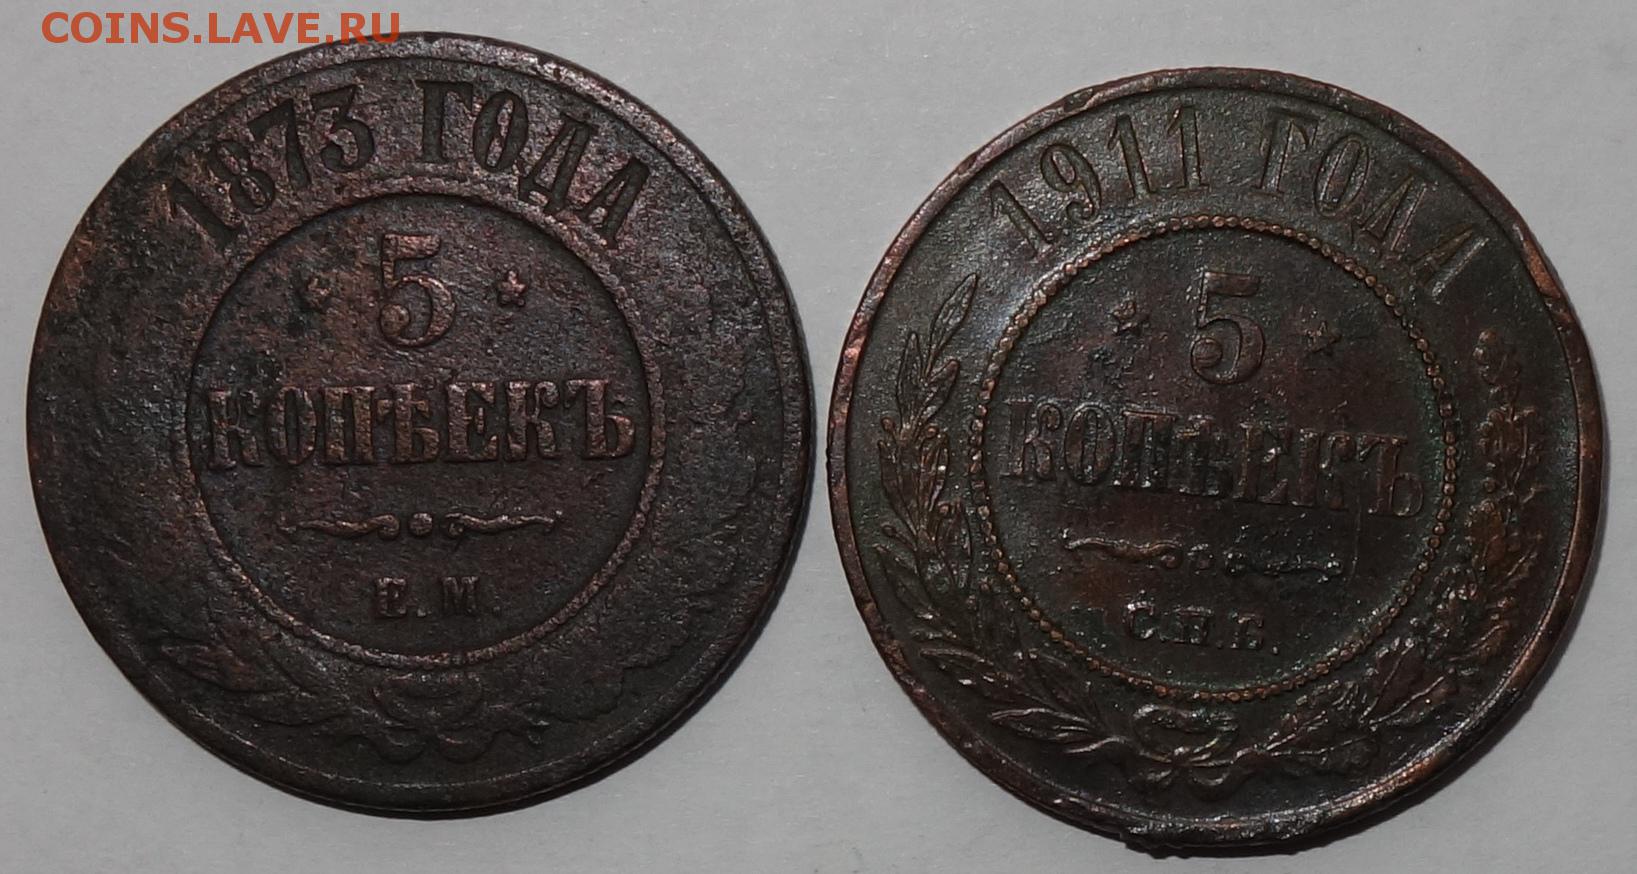 COINS.LAVE.RU
1873 ГОДА
5
КОПѢЕКЪ
Е.М.
1911 ГОДА
5
КОПѢЕКЪ
С.П.Б.